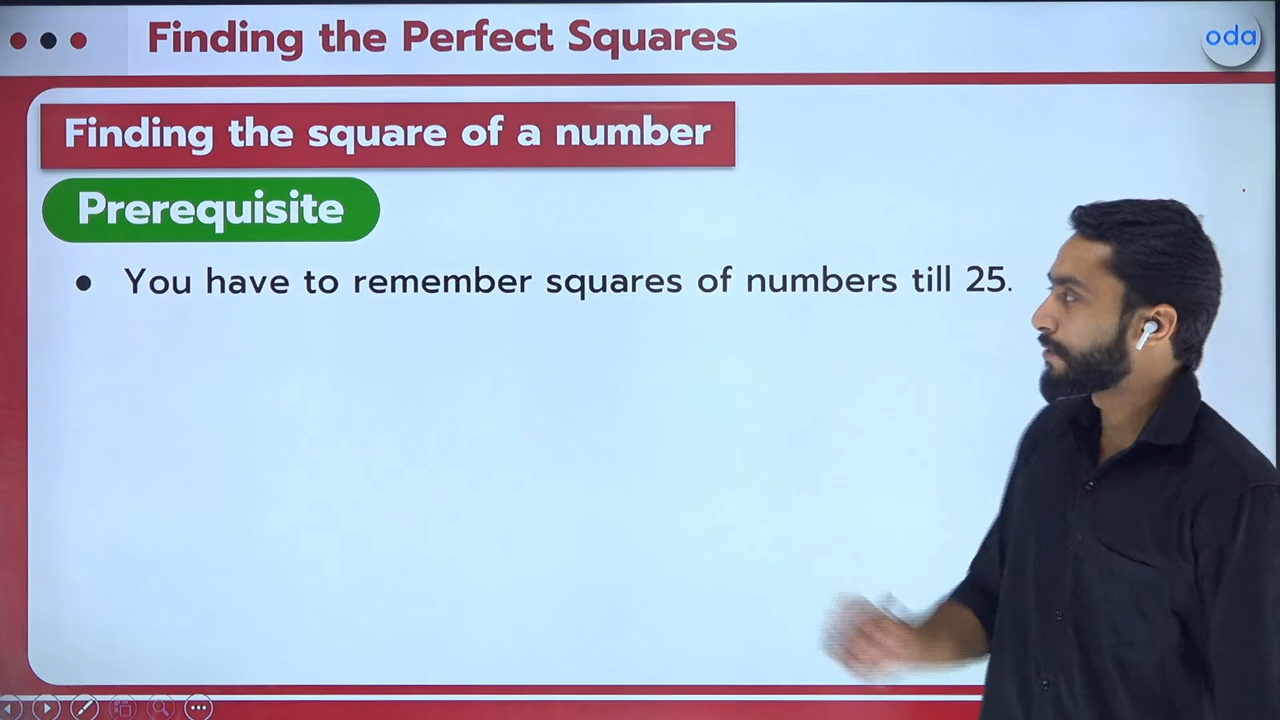 Finding the Perfect Squares
oda
Finding the square of a number
Prerequisite
● You have to remember squares of numbers till 25.